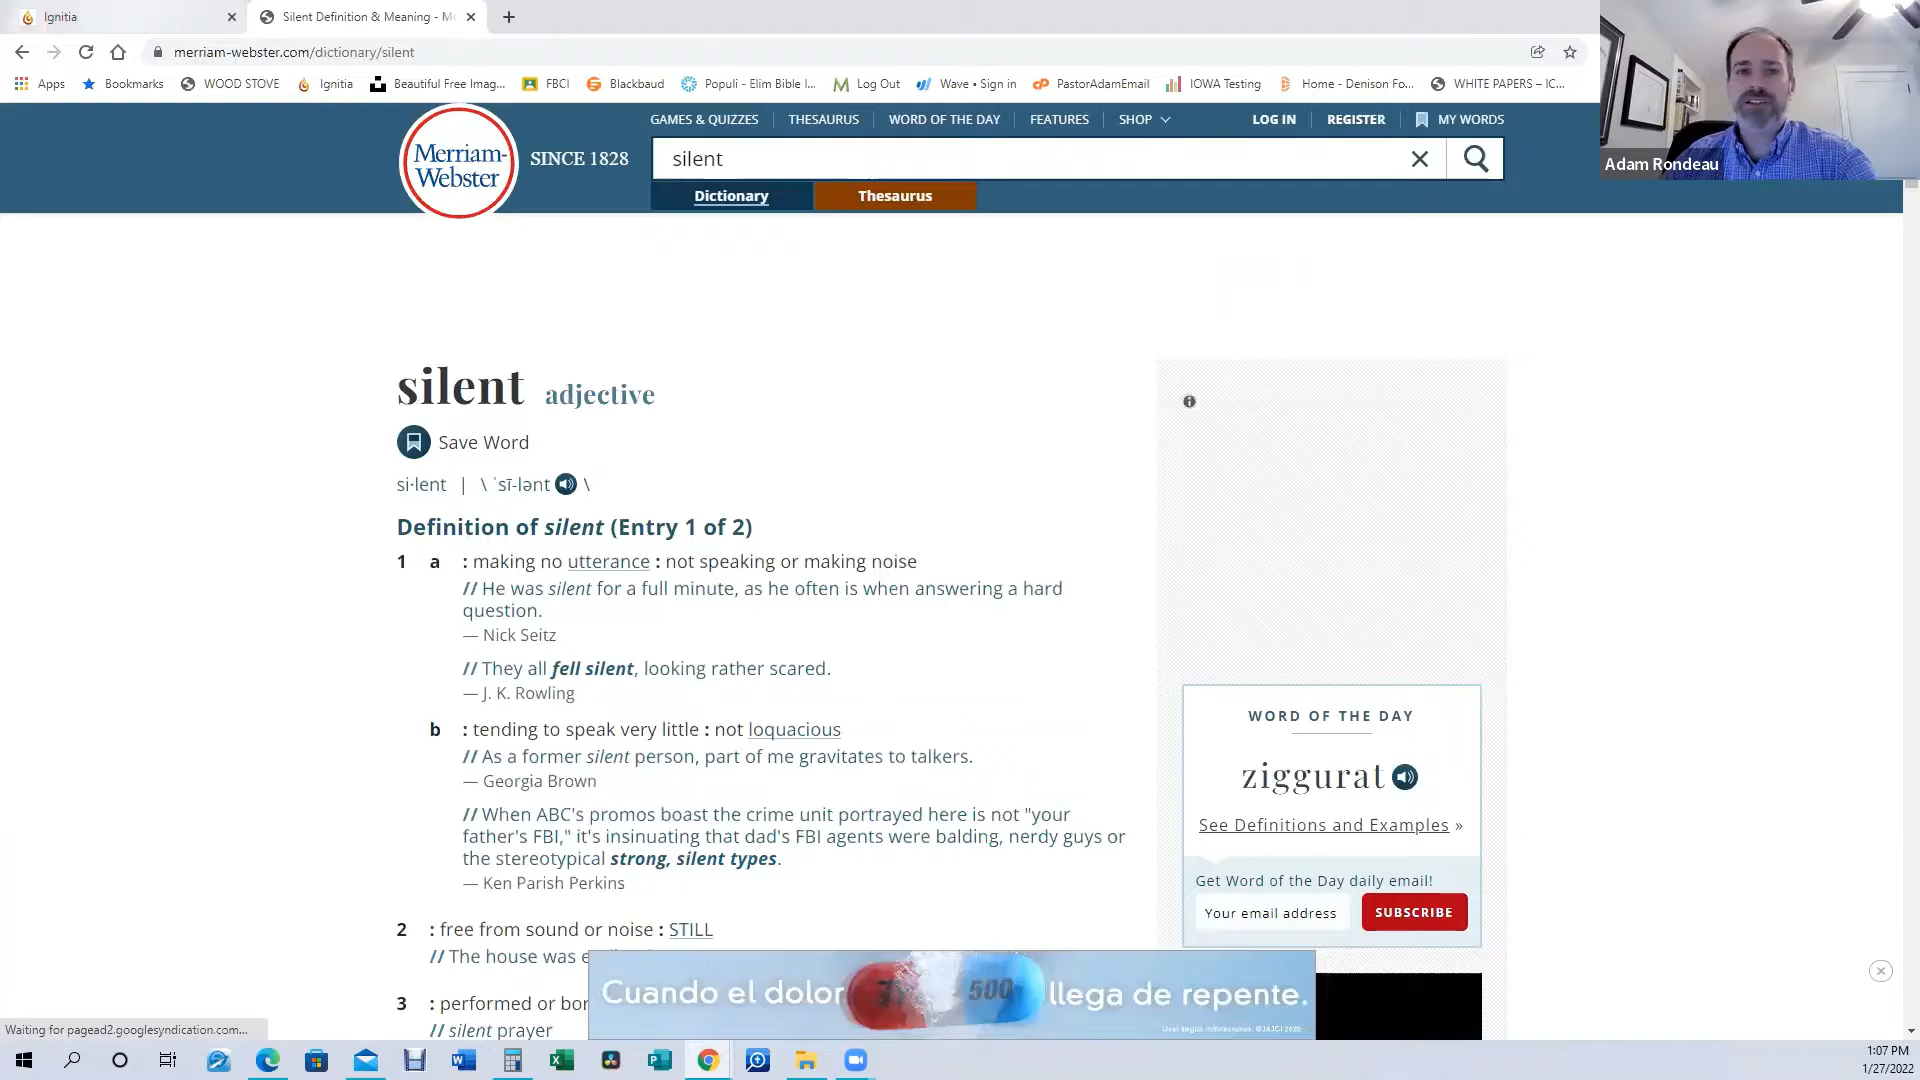 Ignitia
Silent Definition & Meaning - Me
merriam-webster.com/dictionary/silent
Apps
Bookmarks
WOOD STOVE
Ignitia
Beautiful Free Imag...
FBCI
Blackbaud
Populi - Elim Bible I...
Log Out
Wave • Sign in
PastorAdamEmail
IOWA Testing
Home - Denison Fo...
WHITE PAPERS – IC...
Adam Rondeau
Merriam-
Webster
SINCE 1828
GAMES & QUIZZES
THESAURUS
WORD OF THE DAY
FEATURES
SHOP
LOG IN
REGISTER
MY WORDS
silent
Dictionary
Thesaurus
silent adjective
Save Word
si·lent | \ ˈsī-lənt \
Definition of silent (Entry 1 of 2)
1 a : making no utterance : not speaking or making noise
// He was silent for a full minute, as he often is when answering a hard
question.
— Nick Seitz
// They all fell silent, looking rather scared.
— J. K. Rowling
b : tending to speak very little : not loquacious
// As a former silent person, part of me gravitates to talkers.
— Georgia Brown
// When ABC's promos boast the crime unit portrayed here is not "your
father's FBI," it's insinuating that dad's FBI agents were balding, nerdy guys or
the stereotypical strong, silent types.
— Ken Parish Perkins
2 : free from sound or noise : STILL
// The house was
3 : performed or bor
// silent prayer
WORD OF THE DAY
ziggurat
See Definitions and Examples »
Get Word of the Day daily email!
Your email address
SUBSCRIBE
Cuando el dolor
500
llega de repente.
Waiting for pagead2.googlesyndication.com...
1:07 PM
1/27/2022